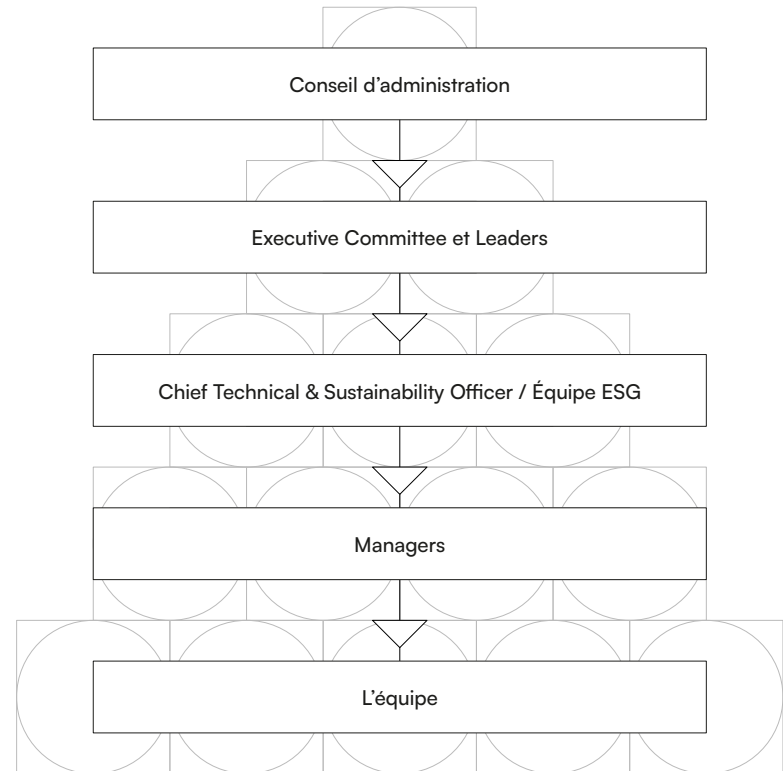 Conseil d’administration
Executive Committee et Leaders
Chief Technical & Sustainability Officer / Équipe ESG
Managers
L’équipe